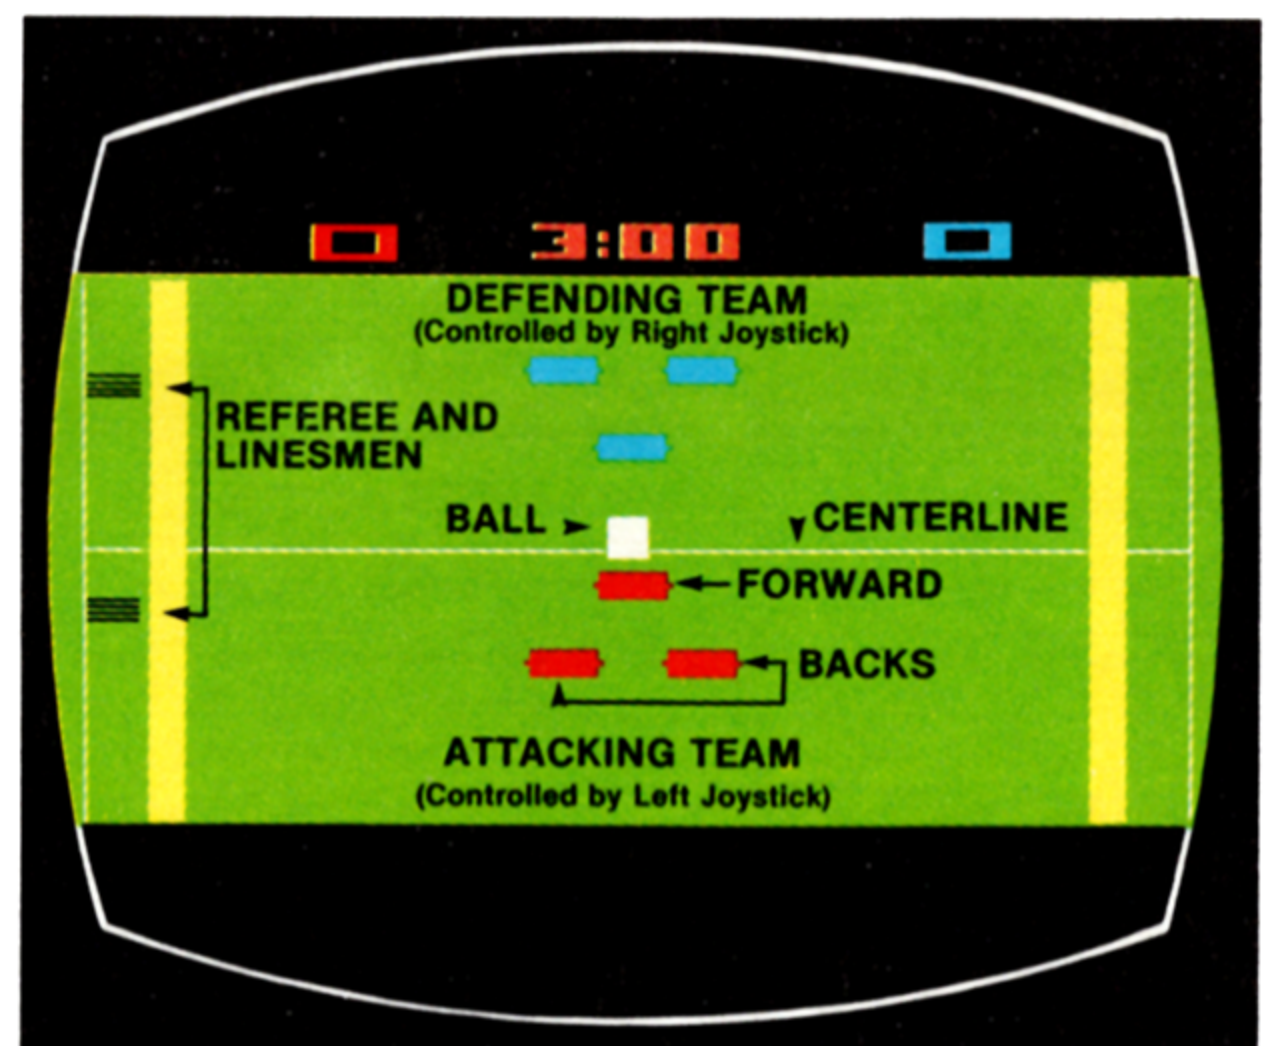 0 3:00 0
DEFENDING TEAM
(Controlled by Right Joystick)
REFEREE AND
LINESMEN
BALL
CENTERLINE
FORWARD
BACKS
ATTACKING TEAM
(Controlled by Left Joystick)